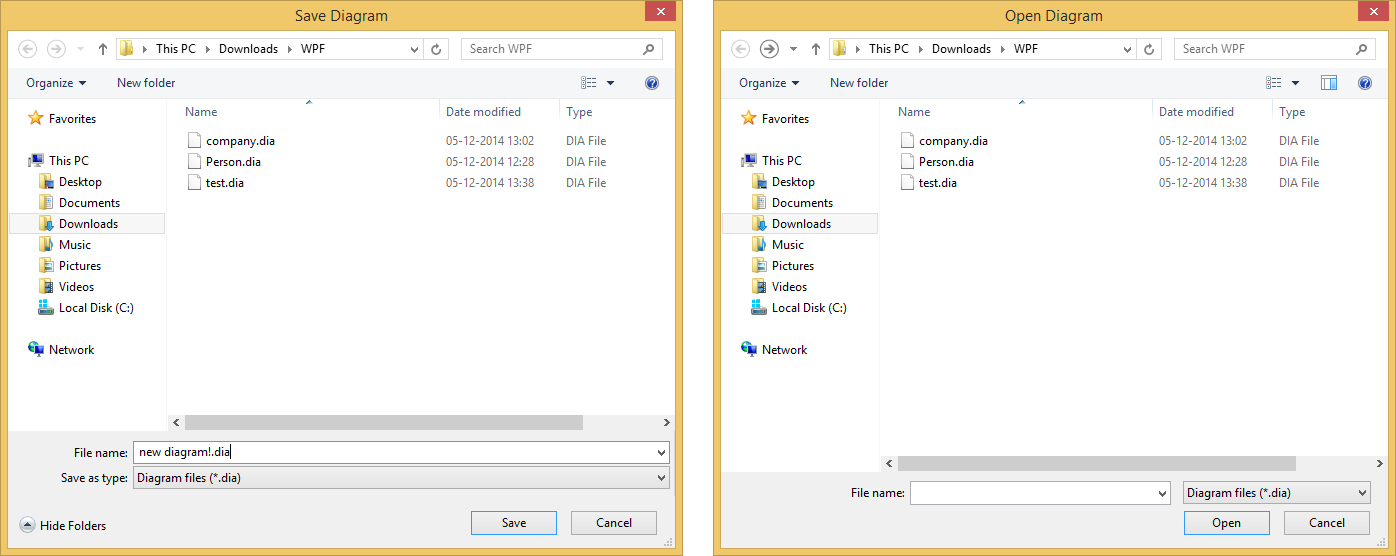 Save Diagram
This PC Downloads WPF
Search WPF
Organize New folder
Name Date modified Type
Favorites
This PC
Desktop
Documents
Downloads
Music
Pictures
Videos
Local Disk (C:)
Network
company.dia 05-12-2014 13:02 DIA File
Person.dia 05-12-2014 12:28 DIA File
test.dia 05-12-2014 13:38 DIA File
File name: new diagram!.dia
Save as type: Diagram files (*.dia)
Hide Folders
Save Cancel
Open Diagram
This PC Downloads WPF
Search WPF
Organize New folder
Name Date modified Type
Favorites
This PC
Desktop
Documents
Downloads
Music
Pictures
Videos
Local Disk (C:)
Network
company.dia 05-12-2014 13:02 DIA File
Person.dia 05-12-2014 12:28 DIA File
test.dia 05-12-2014 13:38 DIA File
File name: Diagram files (*.dia)
Open Cancel